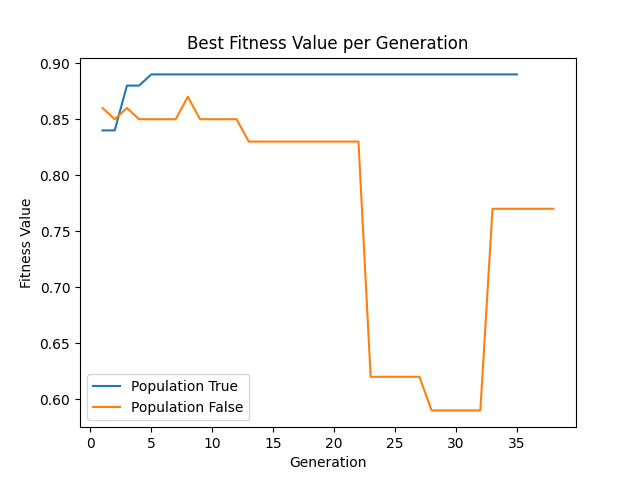 Best Fitness Value per Generation
Fitness Value
0.90
0.85
0.80
0.75
0.70
0.65
0.60
Population True
Population False
0 5 10 15 20 25 30 35
Generation